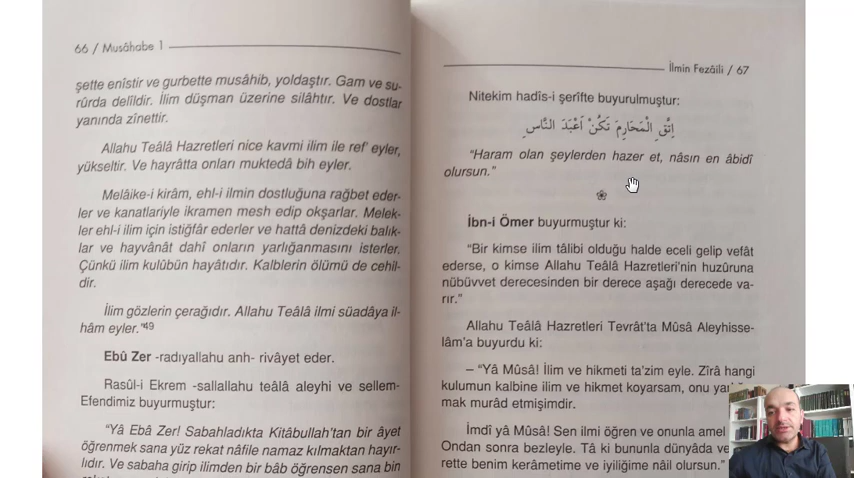 66 / Musâhabe 1
şette enîstir ve gurbette musâhib, yoldaştır. Gam ve su-
rûrda delîldir. İlim düşman üzerine silâhtır. Ve dostlar
yanında zînettir.
Allahu Teâlâ Hazretleri nice kavmi ilim ile ref' eyler,
yükseltir. Ve hayrâtta onları muktedâ bih eyler.
Melâike-i kirâm, ehl-i ilmin dostluğuna rağbet eder-
ler ve kanatlariyle ikramen mesh edip okşarlar. Melek-
ler ehl-i ilim için istiğfâr ederler ve hattâ denizdeki balık-
lar ve hayvânât dahî onların yarlığanmasını isterler.
Çünkü ilim kulûbün hayâtıdır. Kalblerin ölümü de cehil-
dir.
İlim gözlerin çerağıdır. Allahu Teâlâ ilmi süadâya il-
hâm eyler."49
Ebû Zer -radıyallahu anh- rivâyet eder.
Rasûl-i Ekrem -sallallahu teâlâ aleyhi ve sellem-
Efendimiz buyurmuştur:
"Yâ Ebâ Zer! Sabahladıkta Kitâbullah'tan bir âyet
öğrenmek sana yüz rekat nâfile namaz kılmaktan hayır-
lıdır. Ve sabaha girip ilimden bir bâb öğrensen sana bin
İlmin Fezâili / 67
Nitekim hadîs-i şerîfte buyurulmuştur:
اِتَّقِ الْمَحَارِمَ تَكُنْ اَعْبَدَ النَّاسِ
"Haram olan şeylerden hazer et, nâsın en âbidî
olursun."
İbn-i Ömer buyurmuştur ki:
"Bir kimse ilim tâlibi olduğu halde eceli gelip vefât
ederse, o kimse Allahu Teâlâ Hazretleri'nin huzûruna
nübüvvet derecesinden bir derece aşağı derecede va-
rır."
Allahu Teâlâ Hazretleri Tevrât'ta Mûsâ Aleyhisse-
lâm'a buyurdu ki:
– "Yâ Mûsâ! İlim ve hikmeti ta'zim eyle. Zîrâ hangi
kulumun kalbine ilim ve hikmet koyarsam, onu
mak murâd etmişimdir.
İmdî yâ Mûsâ! Sen ilmi öğren ve onunla amel
Ondan sonra bezleyle. Tâ ki bununla dünyâda ve
rette benim kerâmetime ve iyiliğime nâil olursun."